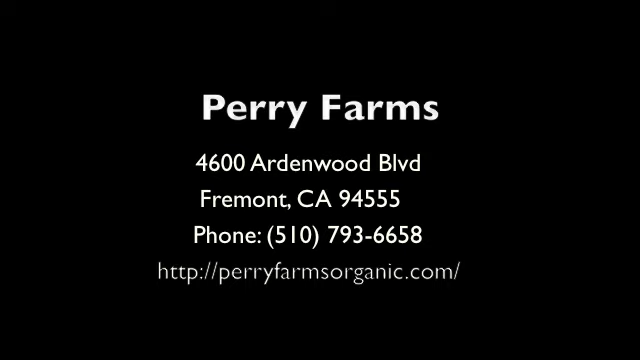 Perry Farms
4600 Ardenwood Blvd
Fremont, CA 94555
Phone: (510) 793-6658
http://perryfarmsorganic.com/